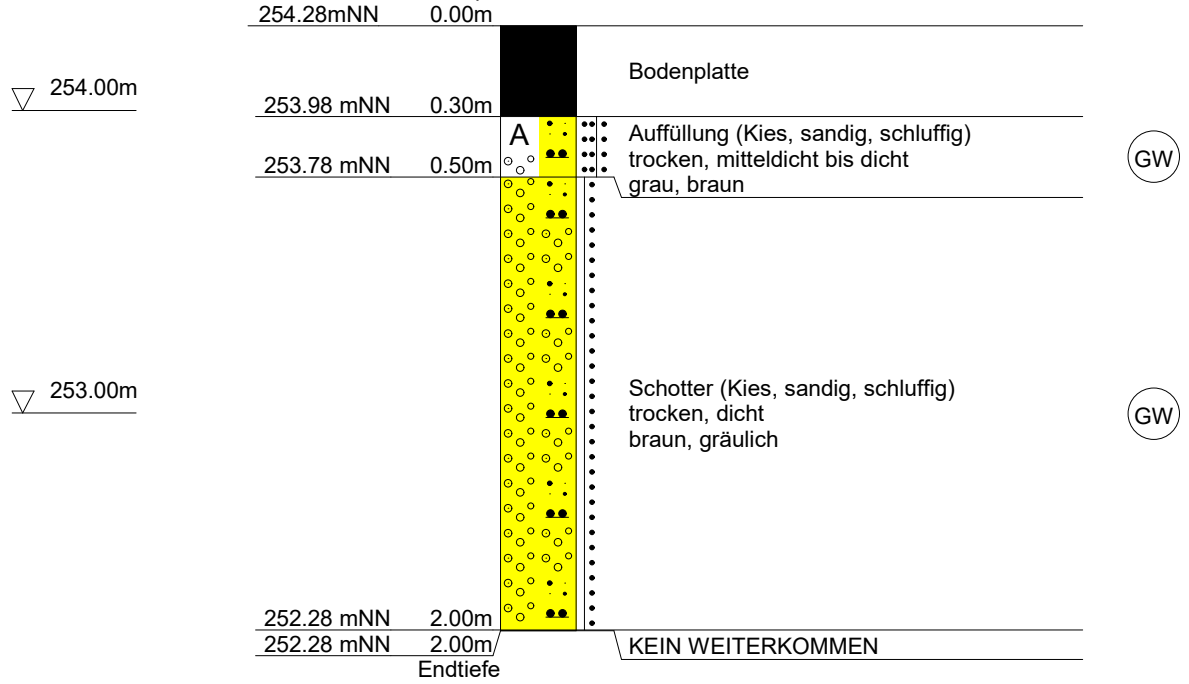 254.28mNN 0.00m
Bodenplatte
254.00m
253.98 mNN 0.30m
A
Auffüllung (Kies, sandig, schluffig)
trocken, mitteldicht bis dicht
grau, braun
GW
253.78 mNN 0.50m
253.00m
Schotter (Kies, sandig, schluffig)
trocken, dicht
braun, gräulich
GW
252.28 mNN 2.00m
252.28 mNN 2.00m
KEIN WEITERKOMMEN
Endtiefe